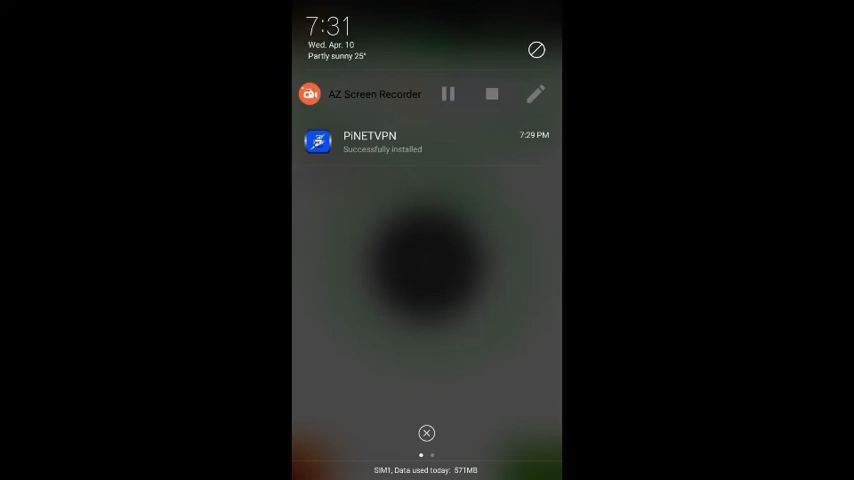 7:31
Wed. Apr. 10
Partly sunny 25°
AZ Screen Recorder
PiNETVPN
7:29 PM
Successfully installed
SIM1, Data used today: 571MB